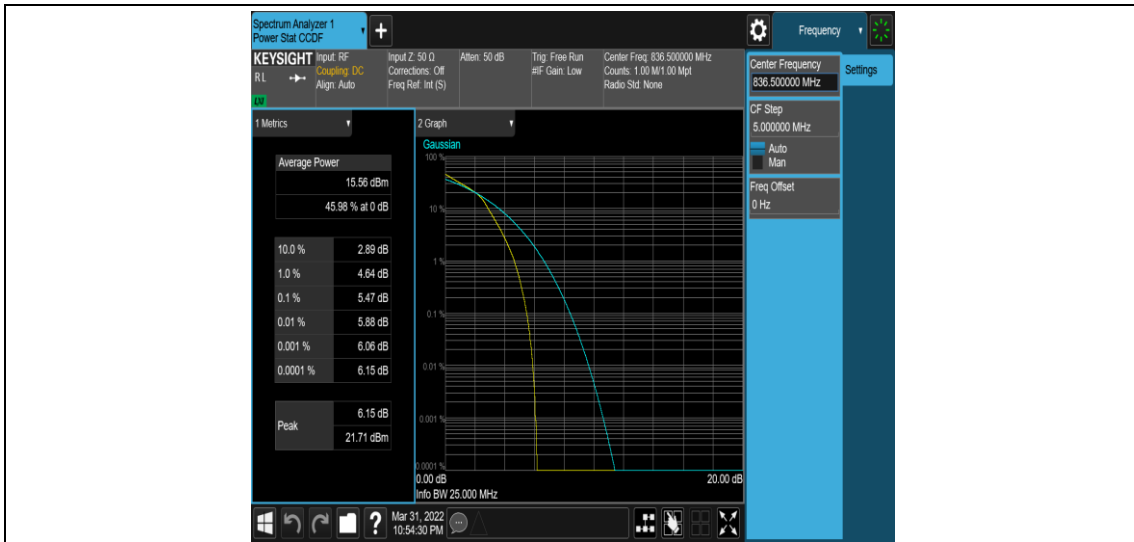 Spectrum Analyzer 1
Power Stat CCDF
Frequency
KEYSIGHT
RL
LXI
Input: RF
Coupling: DC
Align: Auto
Input Z: 50 Ω
Corrections: Off
Freq Ref: Int (S)
Atten: 50 dB
Trig: Free Run
#IF Gain: Low
Center Freq: 836.500000 MHz
Counts: 1.00 M/1.00 Mpt
Radio Std: None
Center Frequency
836.500000 MHz
Settings
CF Step
5.000000 MHz
Auto
Man
Freq Offset
0 Hz
1 Metrics
Average Power
15.56 dBm
45.98 % at 0 dB
10.0 % 2.89 dB
1.0 % 4.64 dB
0.1 % 5.47 dB
0.01 % 5.88 dB
0.001 % 6.06 dB
0.0001 % 6.15 dB
Peak 6.15 dB
21.71 dBm
2 Graph
Gaussian
100 %
10 %
1 %
0.1 %
0.01 %
0.001 %
0.0001 %
0.00 dB 20.00 dB
Info BW 25.000 MHz
?
Mar 31, 2022
10:54:30 PM